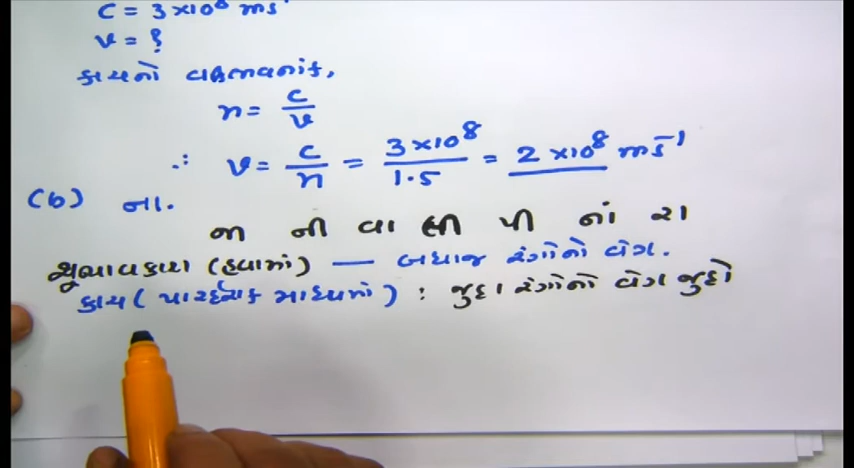 c = 3 × 10⁸ ms⁻¹
v = ?
કાચનો વક્રીભવનાંક,
n = c/v
∴ v = c/n = 3 × 10⁸/1.5 = 2 × 10⁸ ms⁻¹
(b) ના.
જા ની વા લી પી નાં રા
શૂન્યાવકાશ (હવામાં) — બધાજ રંગોનો વેગ.
કાચ (પારદર્શક માધ્યમાં) : જુદા રંગોનો વેગ જુદો